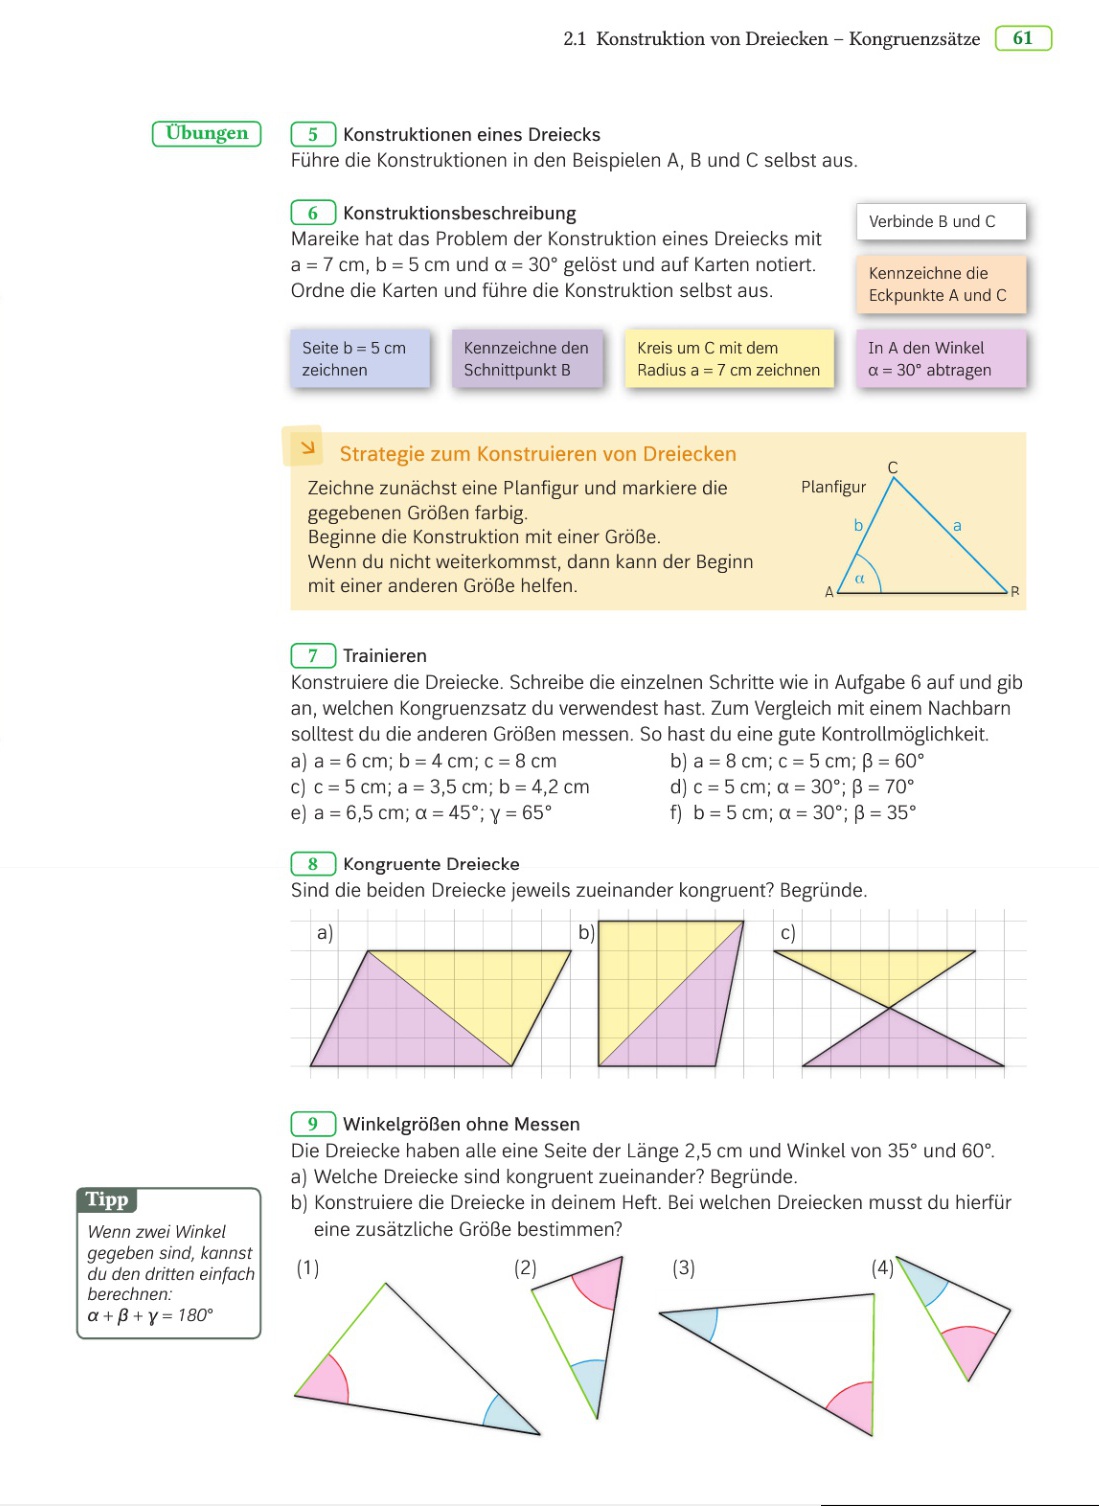 2.1 Konstruktion von Dreiecken – Kongruenzsätze 61
Übungen
5 Konstruktionen eines Dreiecks
Führe die Konstruktionen in den Beispielen A, B und C selbst aus.
6 Konstruktionsbeschreibung
Mareike hat das Problem der Konstruktion eines Dreiecks mit
a = 7 cm, b = 5 cm und α = 30° gelöst und auf Karten notiert.
Ordne die Karten und führe die Konstruktion selbst aus.
Verbinde B und C
Kennzeichne die
Eckpunkte A und C
Seite b = 5 cm
zeichnen
Kennzeichne den
Schnittpunkt B
Kreis um C mit dem
Radius a = 7 cm zeichnen
In A den Winkel
α = 30° abtragen
Strategie zum Konstruieren von Dreiecken
Zeichne zunächst eine Planfigur und markiere die
gegebenen Größen farbig.
Beginne die Konstruktion mit einer Größe.
Wenn du nicht weiterkommst, dann kann der Beginn
mit einer anderen Größe helfen.
Planfigur
C
b
a
α
A
B
7 Trainieren
Konstruiere die Dreiecke. Schreibe die einzelnen Schritte wie in Aufgabe 6 auf und gib
an, welchen Kongruenzsatz du verwendest hast. Zum Vergleich mit einem Nachbarn
solltest du die anderen Größen messen. So hast du eine gute Kontrollmöglichkeit.
a) a = 6 cm; b = 4 cm; c = 8 cm b) a = 8 cm; c = 5 cm; β = 60°
c) c = 5 cm; a = 3,5 cm; b = 4,2 cm d) c = 5 cm; α = 30°; β = 70°
e) a = 6,5 cm; α = 45°; γ = 65° f) b = 5 cm; α = 30°; β = 35°
8 Kongruente Dreiecke
Sind die beiden Dreiecke jeweils zueinander kongruent? Begründe.
a) b) c)
9 Winkelgrößen ohne Messen
Die Dreiecke haben alle eine Seite der Länge 2,5 cm und Winkel von 35° und 60°.
a) Welche Dreiecke sind kongruent zueinander? Begründe.
b) Konstruiere die Dreiecke in deinem Heft. Bei welchen Dreiecken musst du hierfür
eine zusätzliche Größe bestimmen?
Tipp
Wenn zwei Winkel
gegeben sind, kannst
du den dritten einfach
berechnen:
α + β + γ = 180°
(1) (2) (3) (4)